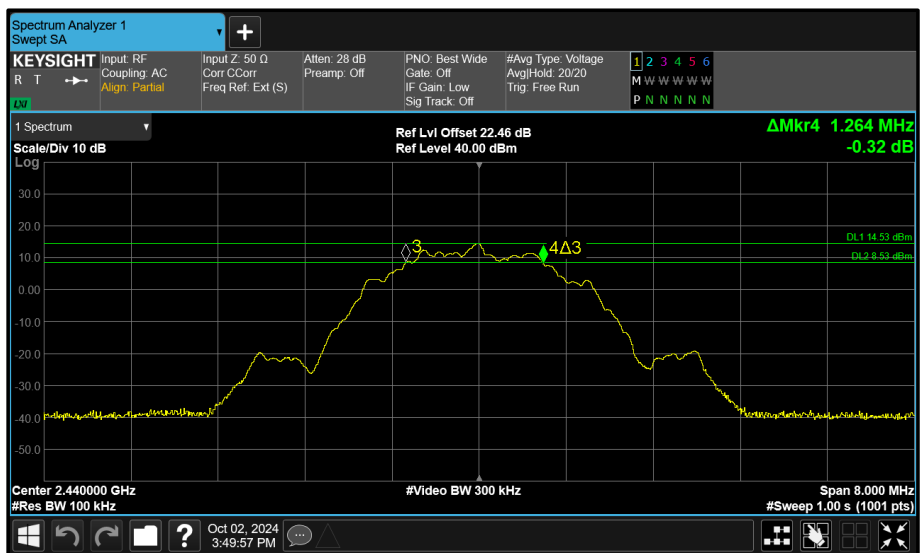 Spectrum Analyzer 1
Swept SA
+
KEYSIGHT
R T
LXI
Input: RF
Coupling: AC
Align: Partial
Input Z: 50 Ω
Corr CCorr
Freq Ref: Ext (S)
Atten: 28 dB
Preamp: Off
PNO: Best Wide
Gate: Off
IF Gain: Low
Sig Track: Off
#Avg Type: Voltage
Avg|Hold: 20/20
Trig: Free Run
1 2 3 4 5 6
M W W W W W
P N N N N N
1 Spectrum
Scale/Div 10 dB
Ref Lvl Offset 22.46 dB
Ref Level 40.00 dBm
ΔMkr4 1.264 MHz
-0.32 dB
Log
30.0
20.0
10.0
0.00
-10.0
-20.0
-30.0
-40.0
-50.0
3
4Δ3
DL1 14.53 dBm
DL2 8.53 dBm
Center 2.440000 GHz
#Res BW 100 kHz
#Video BW 300 kHz
Span 8.000 MHz
#Sweep 1.00 s (1001 pts)
?
Oct 02, 2024
3:49:57 PM